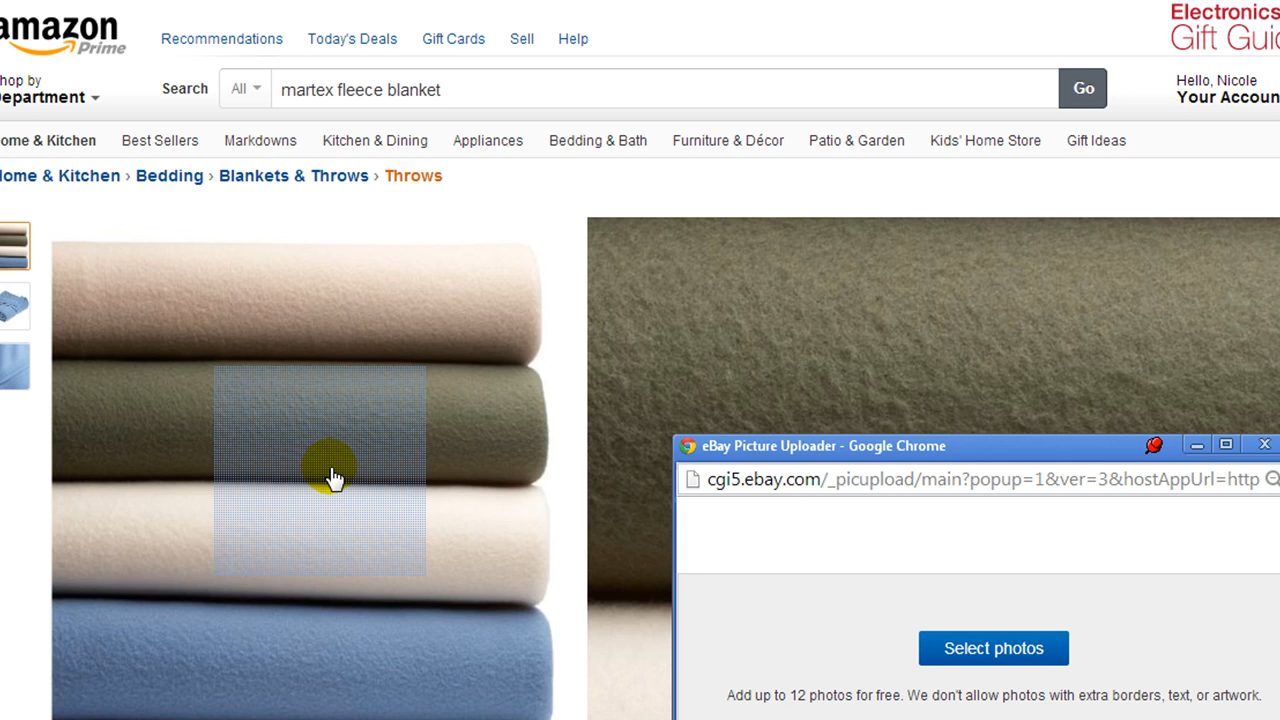 amazon
Prime
Recommendations Today's Deals Gift Cards Sell Help
Electronics
Gift Guid
hop by
epartment
Search All martex fleece blanket Go
Hello, Nicole
Your Accoun
ome & Kitchen Best Sellers Markdowns Kitchen & Dining Appliances Bedding & Bath Furniture & Décor Patio & Garden Kids' Home Store Gift Ideas
ome & Kitchen › Bedding › Blankets & Throws › Throws
eBay Picture Uploader - Google Chrome
cgi5.ebay.com/_picupload/main?popup=1&ver=3&hostAppUrl=http
Select photos
Add up to 12 photos for free. We don't allow photos with extra borders, text, or artwork.